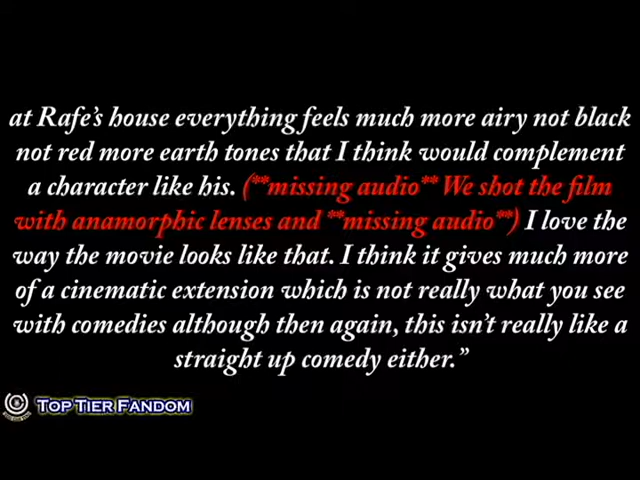 at Rafe's house everything feels much more airy not black
not red more earth tones that I think would complement
a character like his. (**missing audio** We shot the film
with anamorphic lenses and **missing audio**) I love the
way the movie looks like that. I think it gives much more
of a cinematic extension which is not really what you see
with comedies although then again, this isn't really like a
straight up comedy either.”
Top Tier Fandom